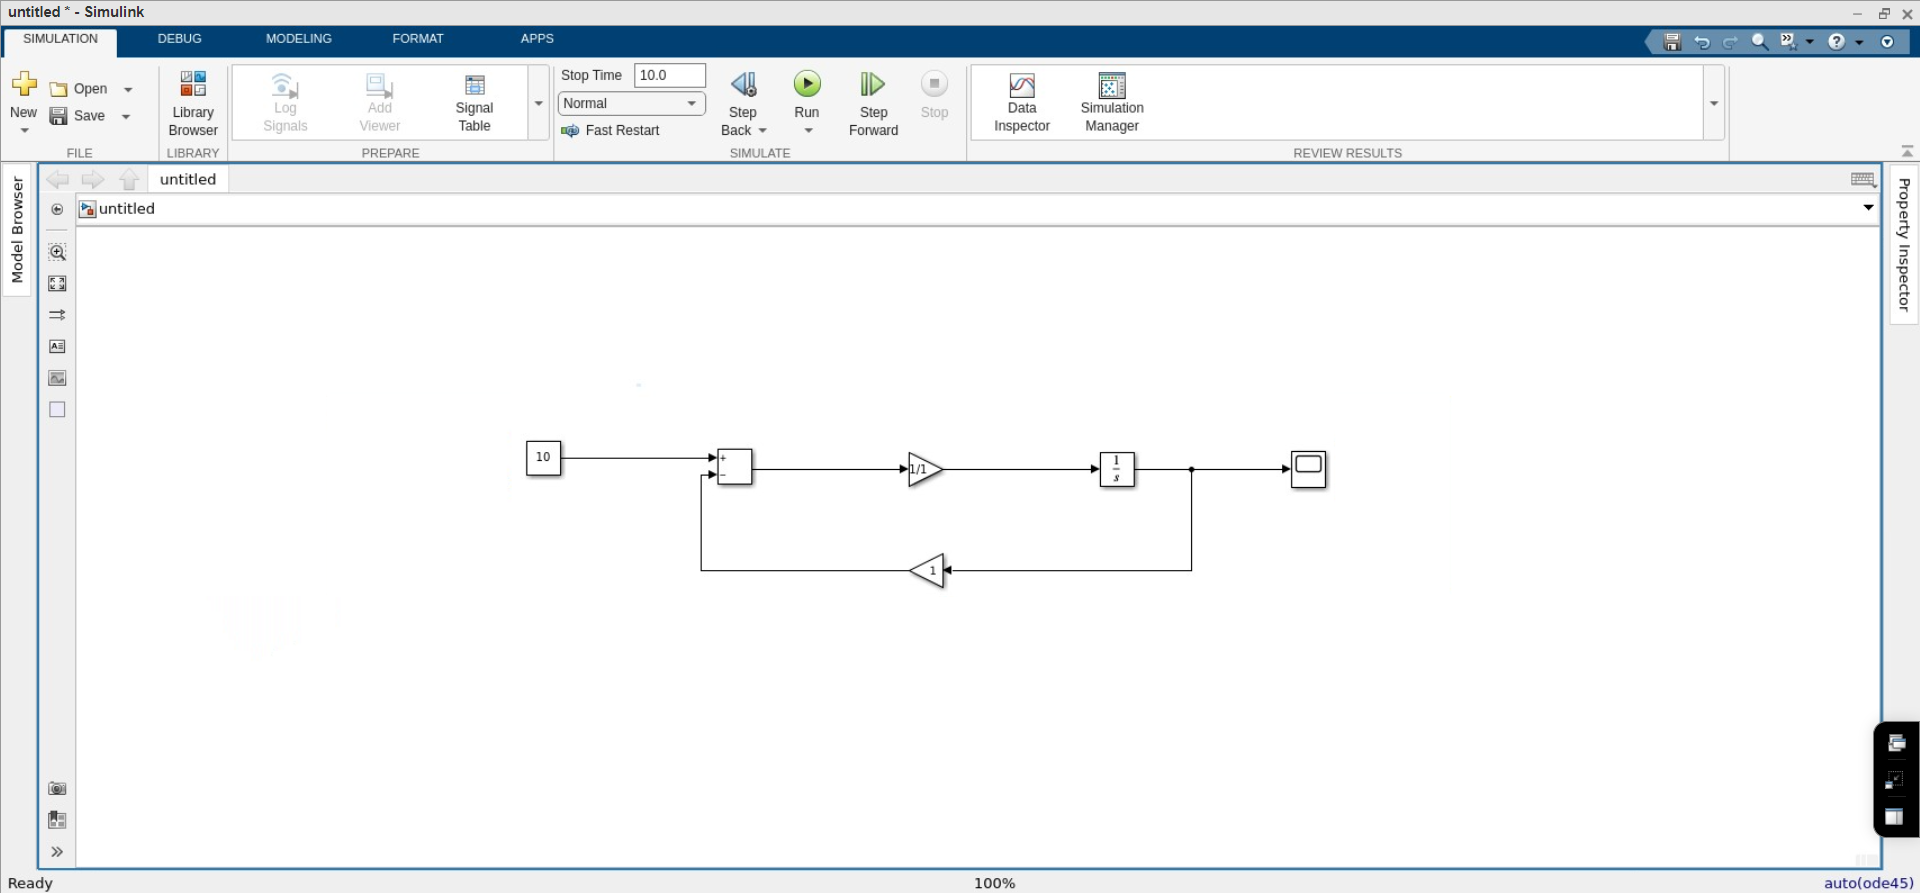 untitled * - Simulink
SIMULATION DEBUG MODELING FORMAT APPS
New
Open
Save
FILE
Library
Browser
LIBRARY
Log
Signals
Add
Viewer
Signal
Table
PREPARE
Stop Time 10.0
Normal
Fast Restart
Step
Back
Run
Step
Forward
Stop
SIMULATE
Data
Inspector
Simulation
Manager
REVIEW RESULTS
Model Browser
untitled
untitled
Property Inspector
10
+
−
1/1
1
s
1
Ready 100% auto(ode45)